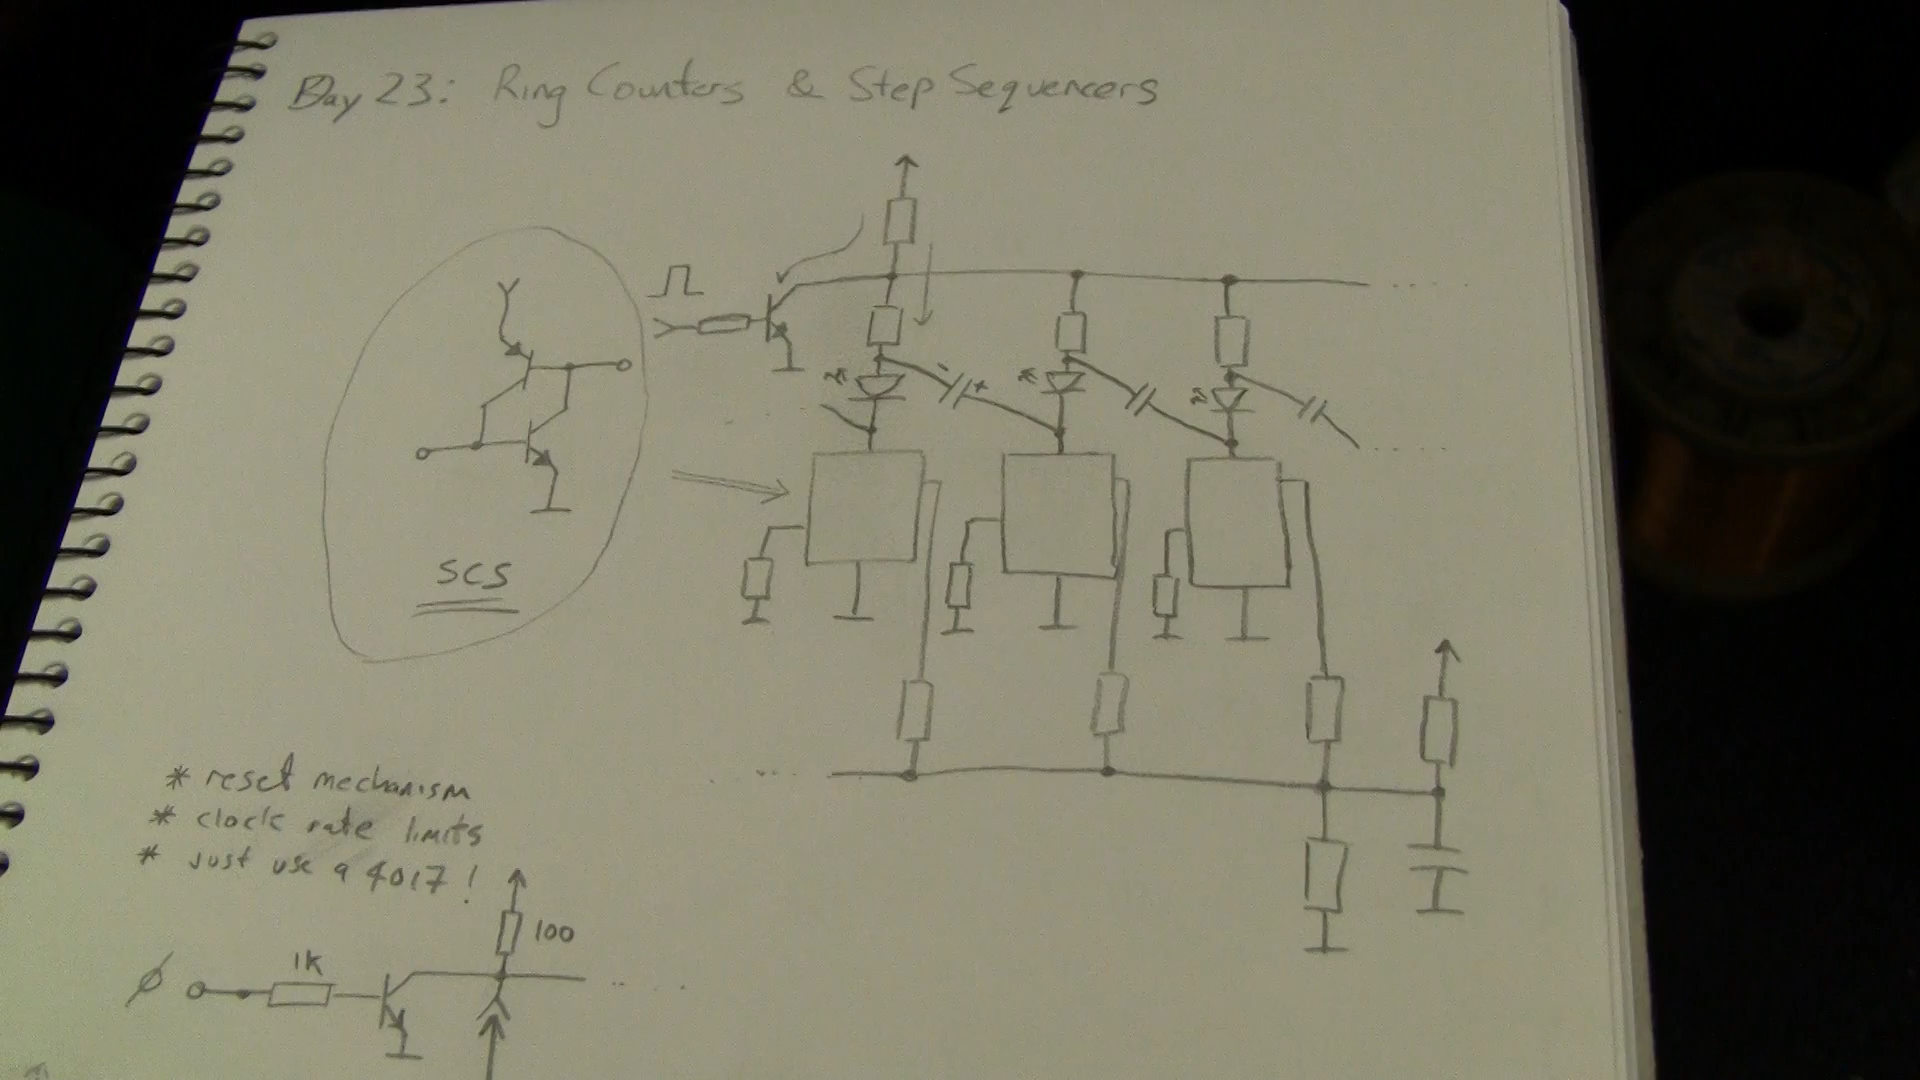 Day 23: Ring Counters & Step Sequencers
- +
SCS
* reset mechanism
* clock rate limits
* just use a 4017!
100
1K
ϕ